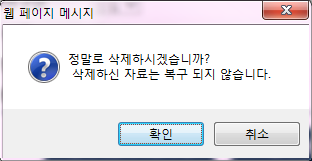 웹 페이지 메시지
정말로 삭제하시겠습니까?
삭제하신 자료는 복구 되지 않습니다.
확인
취소